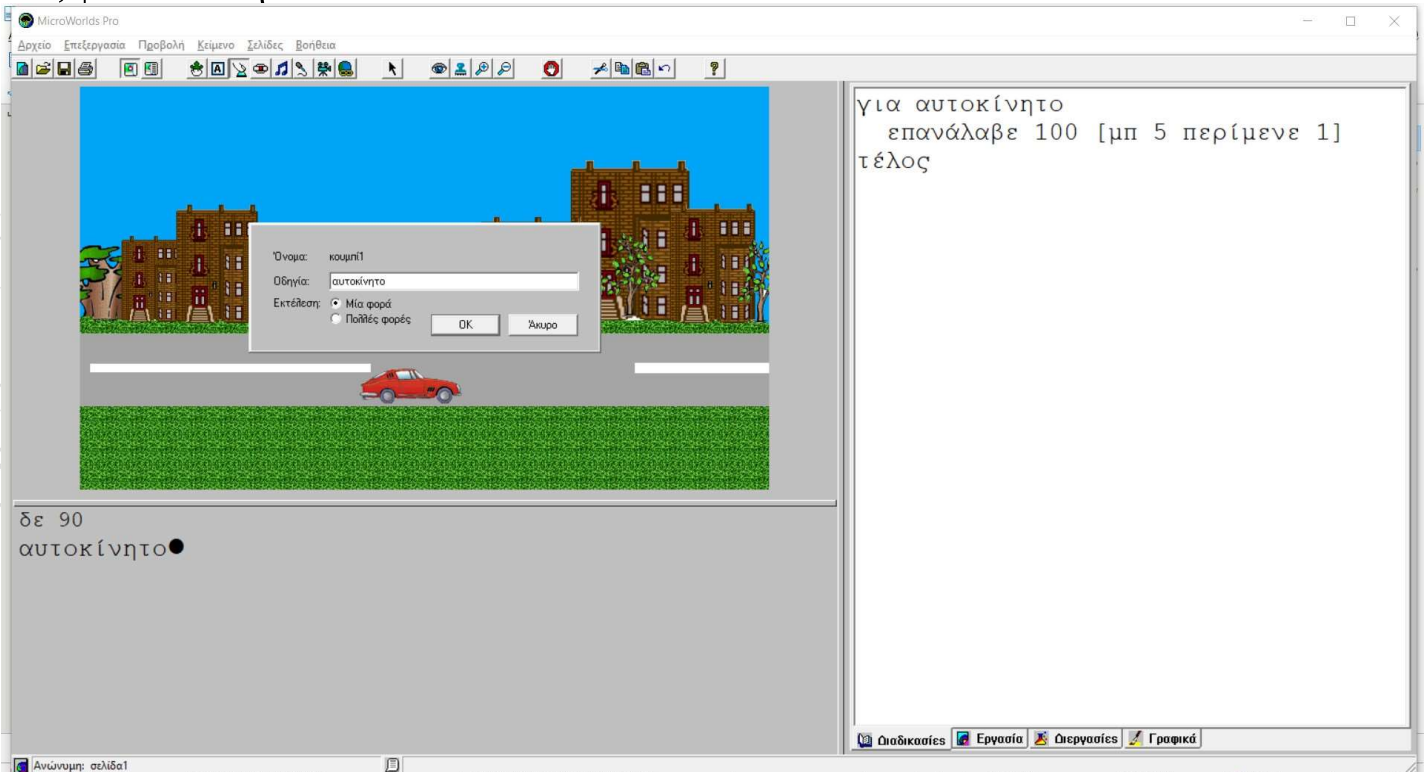 MicroWorlds Pro
Αρχείο Επεξεργασία Προβολή Κείμενο Σελίδες Βοήθεια
Όνομα: κουμπί1
Οδηγία: αυτοκίνητο
Εκτέλεση: Μία φορά
Πολλές φορές
OK Άκυρο
για αυτοκίνητο
επανάλαβε 100 [μπ 5 περίμενε 1]
τέλος
δε 90
αυτοκίνητο
Διαδικασίες Εργασία Διεργασίες Γραφικά
Ανώνυμη: σελίδα1